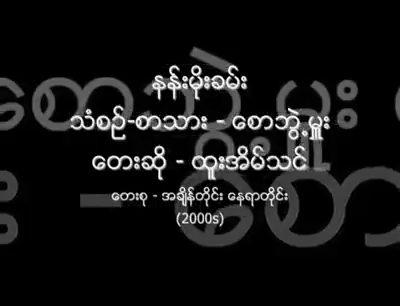 နန်းမိုးခမ်း
သံစဉ်-စာသား - စောဘွဲ့မှူး
တေးဆို - ထူးအိမ်သင်
တေးစု - အချိန်တိုင်း နေရာတိုင်း
(2000s)